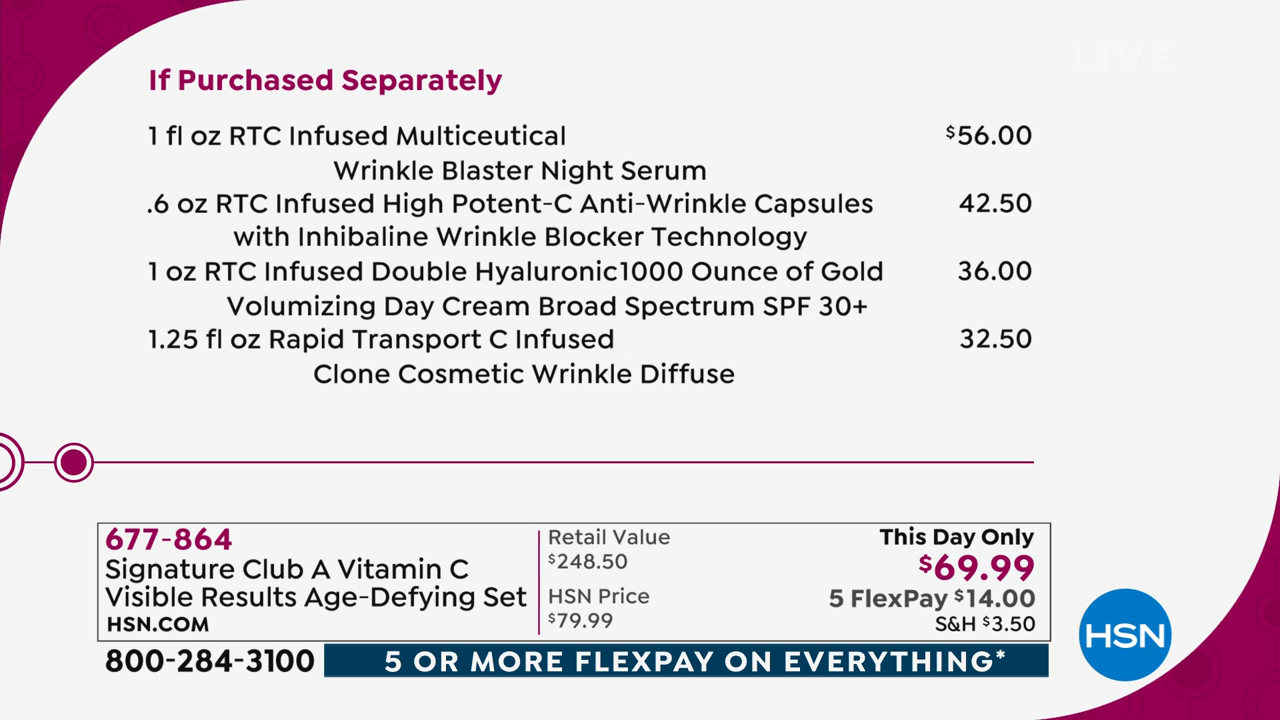 LIVE
If Purchased Separately
1 fl oz RTC Infused Multiceutical $56.00
Wrinkle Blaster Night Serum
.6 oz RTC Infused High Potent-C Anti-Wrinkle Capsules 42.50
with Inhibaline Wrinkle Blocker Technology
1 oz RTC Infused Double Hyaluronic1000 Ounce of Gold 36.00
Volumizing Day Cream Broad Spectrum SPF 30+
1.25 fl oz Rapid Transport C Infused 32.50
Clone Cosmetic Wrinkle Diffuse
677-864
Signature Club A Vitamin C
Visible Results Age-Defying Set
HSN.COM
Retail Value
$248.50
HSN Price
$79.99
This Day Only
$69.99
5 FlexPay $14.00
S&H $3.50
HSN
800-284-3100
5 OR MORE FLEXPAY ON EVERYTHING*